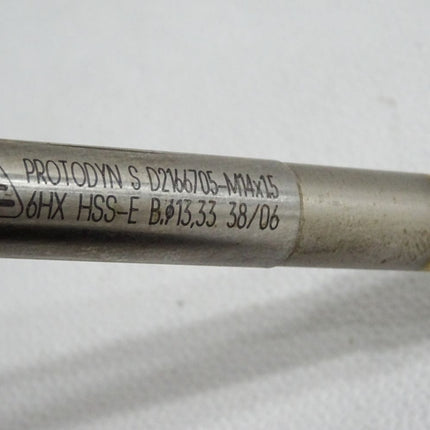 PROTODYN S D2166705-M14x1.5
6HX HSS-E B.ø13,33 38/06